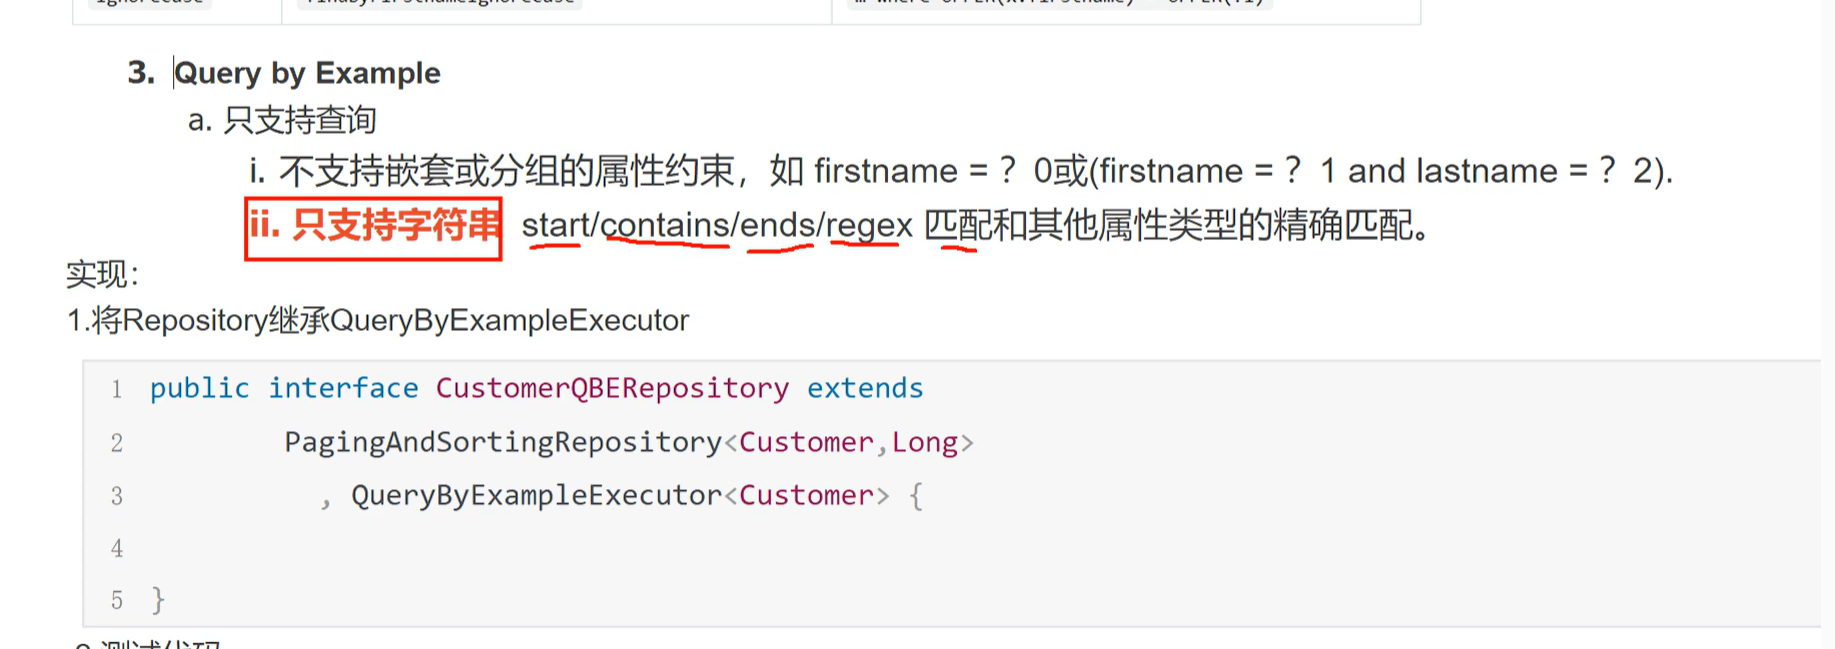 3. Query by Example
a. 只支持查询
i. 不支持嵌套或分组的属性约束，如 firstname = ？0或(firstname = ？1 and lastname = ？2).
ii. 只支持字符串 start/contains/ends/regex 匹配和其他属性类型的精确匹配。
实现：
1.将Repository继承QueryByExampleExecutor
1 public interface CustomerQBERepository extends
2 PagingAndSortingRepository<Customer,Long>
3 , QueryByExampleExecutor<Customer> {
4
5 }